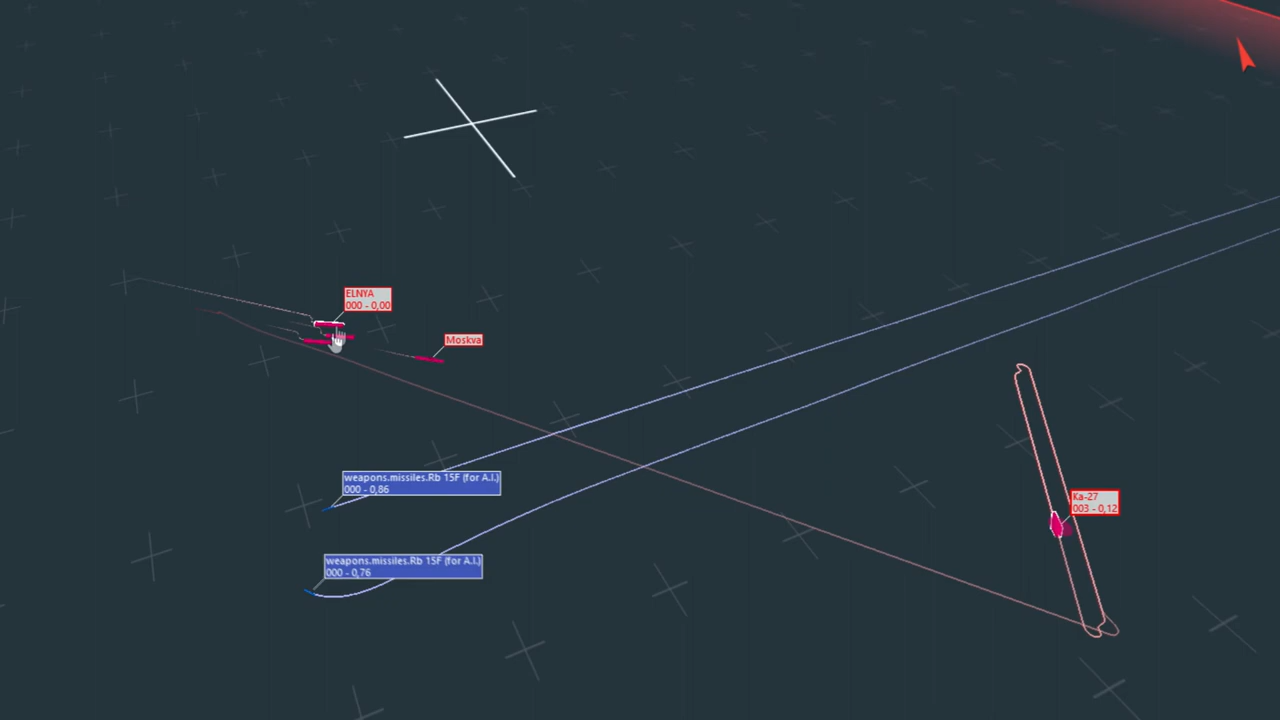 ELNYA
000 - 0,00
Moskva
weapons.missiles.Rb 15F (for A.I.)
000 - 0,86
Ka-27
003 - 0,12
weapons.missiles.Rb 15F (for A.I.)
000 - 0,76